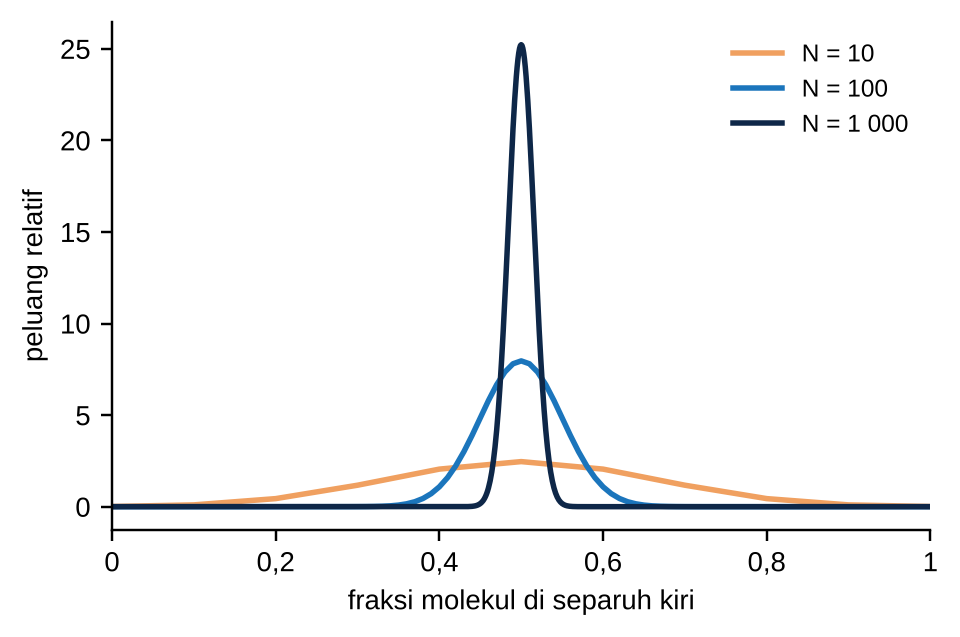 peluang relatif
25
20
15
10
5
0
0
0,2
0,4
0,6
0,8
1
fraksi molekul di separuh kiri
N = 10
N = 100
N = 1 000